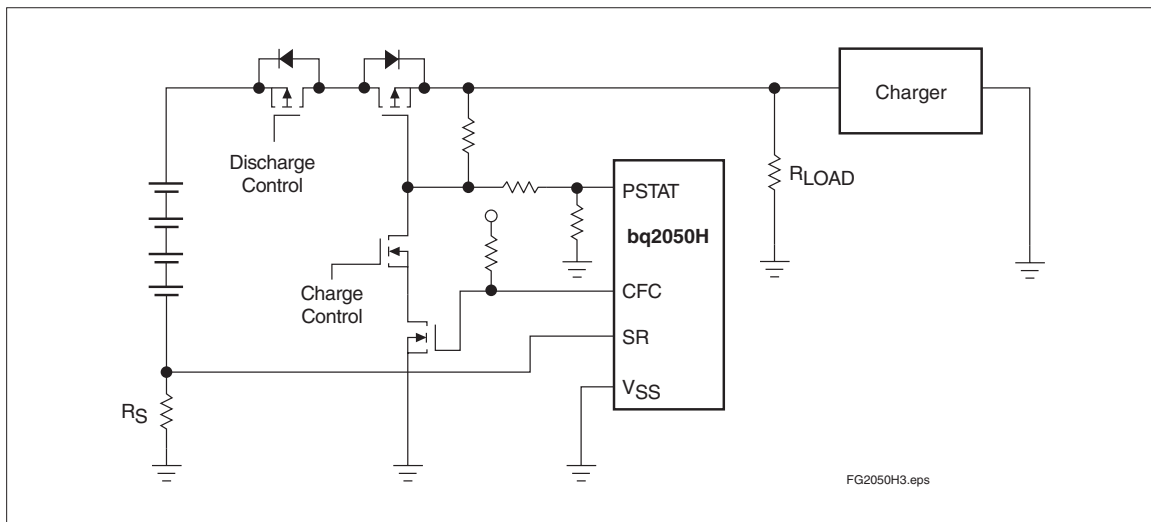 Charger
Discharge
Control
RLOAD
PSTAT
bq2050H
Charge
Control
CFC
SR
VSS
RS
FG2050H3.eps